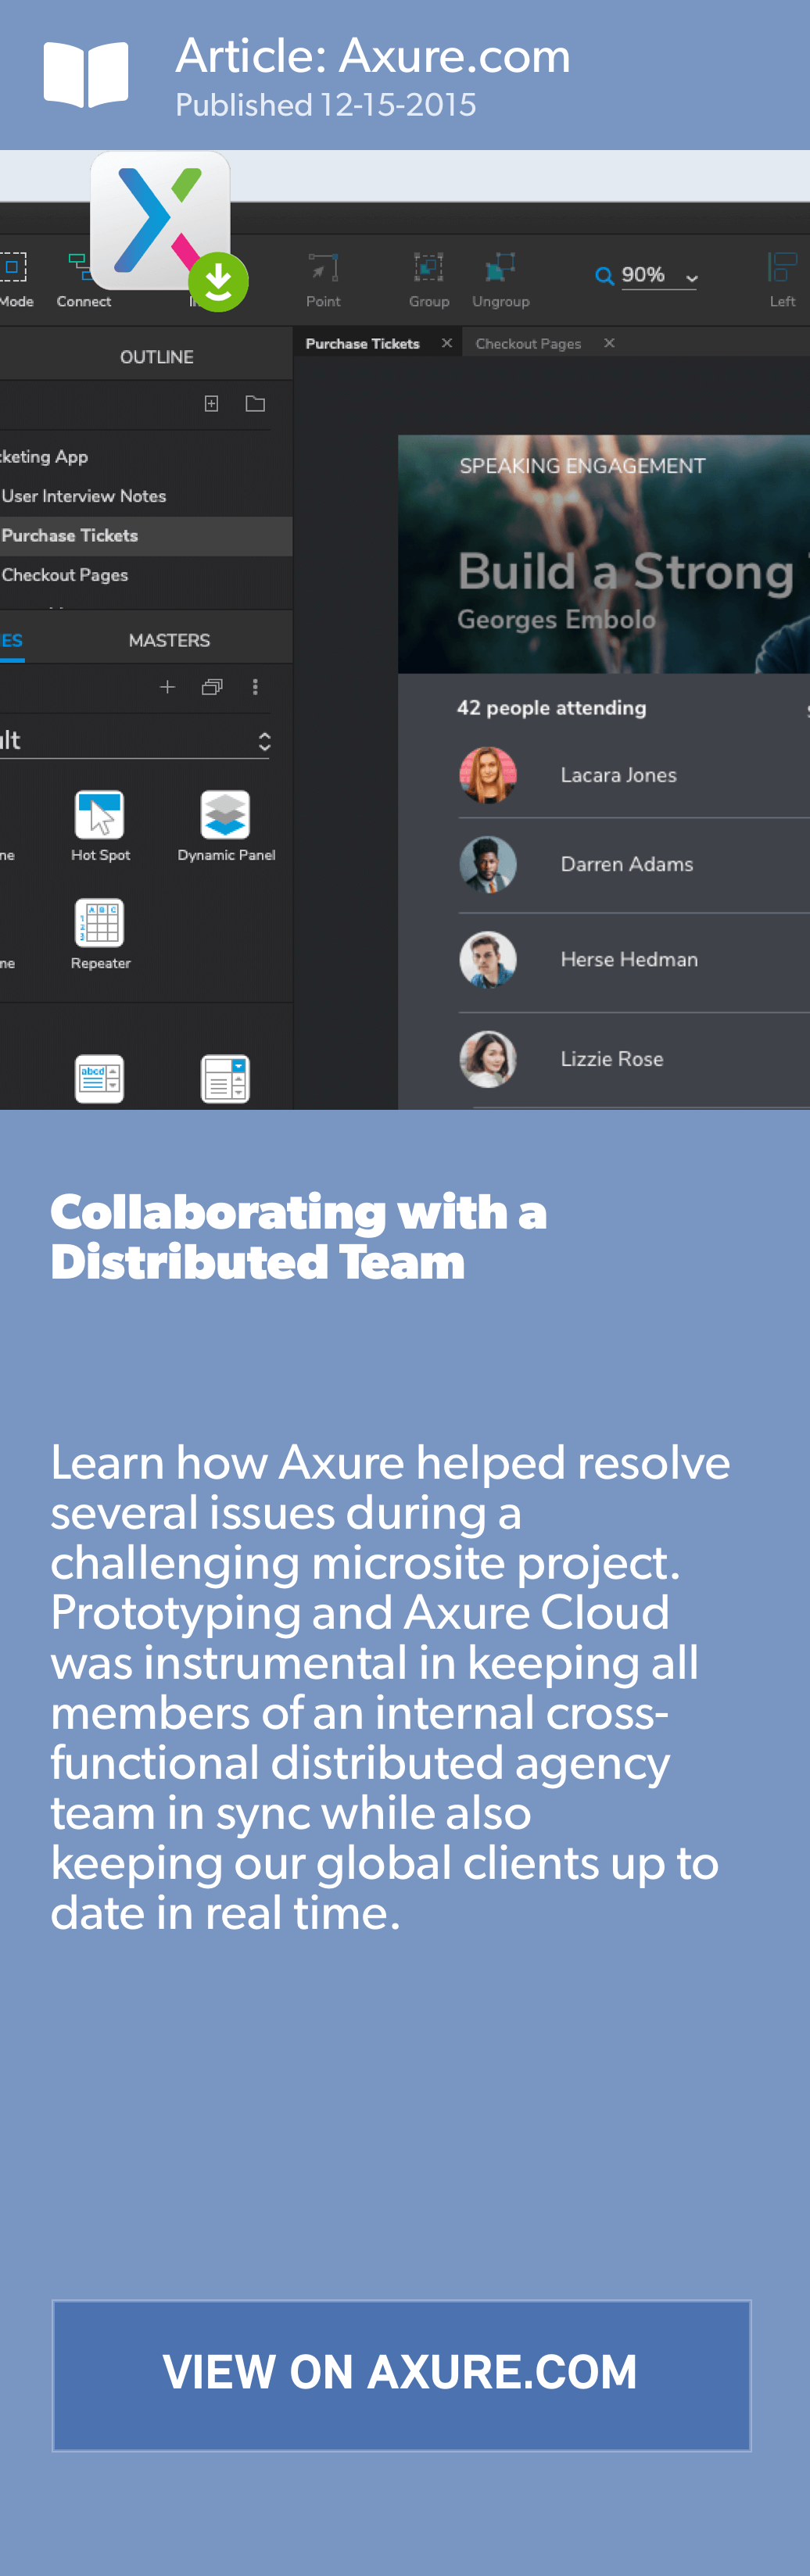 Article: Axure.com
Published 12-15-2015
Mode
Connect
Point
Group
Ungroup
90%
Left
OUTLINE
Purchase Tickets
Checkout Pages
keting App
User Interview Notes
Purchase Tickets
Checkout Pages
SPEAKING ENGAGEMENT
Build a Strong
Georges Embolo
ES
MASTERS
42 people attending
lt
Lacara Jones
ne
Hot Spot
Dynamic Panel
Darren Adams
me
Repeater
Herse Hedman
abcd
Lizzie Rose
Collaborating with a
Distributed Team
Learn how Axure helped resolve
several issues during a
challenging microsite project.
Prototyping and Axure Cloud
was instrumental in keeping all
members of an internal cross-
functional distributed agency
team in sync while also
keeping our global clients up to
date in real time.
VIEW ON AXURE.COM